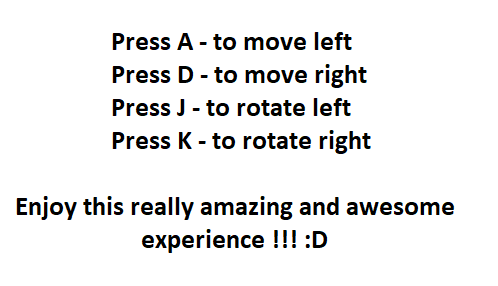 Press A - to move left
Press D - to move right
Press J - to rotate left
Press K - to rotate right
Enjoy this really amazing and awesome
experience !!! :D